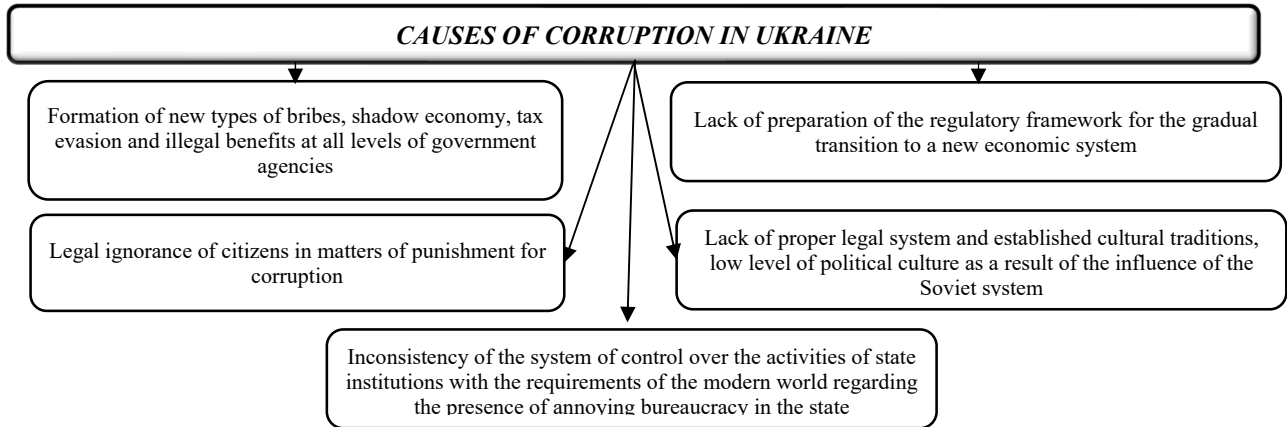 CAUSES OF CORRUPTION IN UKRAINE
Formation of new types of bribes, shadow economy, tax
evasion and illegal benefits at all levels of government
agencies
Lack of preparation of the regulatory framework for the gradual
transition to a new economic system
Legal ignorance of citizens in matters of punishment for
corruption
Lack of proper legal system and established cultural traditions,
low level of political culture as a result of the influence of the
Soviet system
Inconsistency of the system of control over the activities of state
institutions with the requirements of the modern world regarding
the presence of annoying bureaucracy in the state